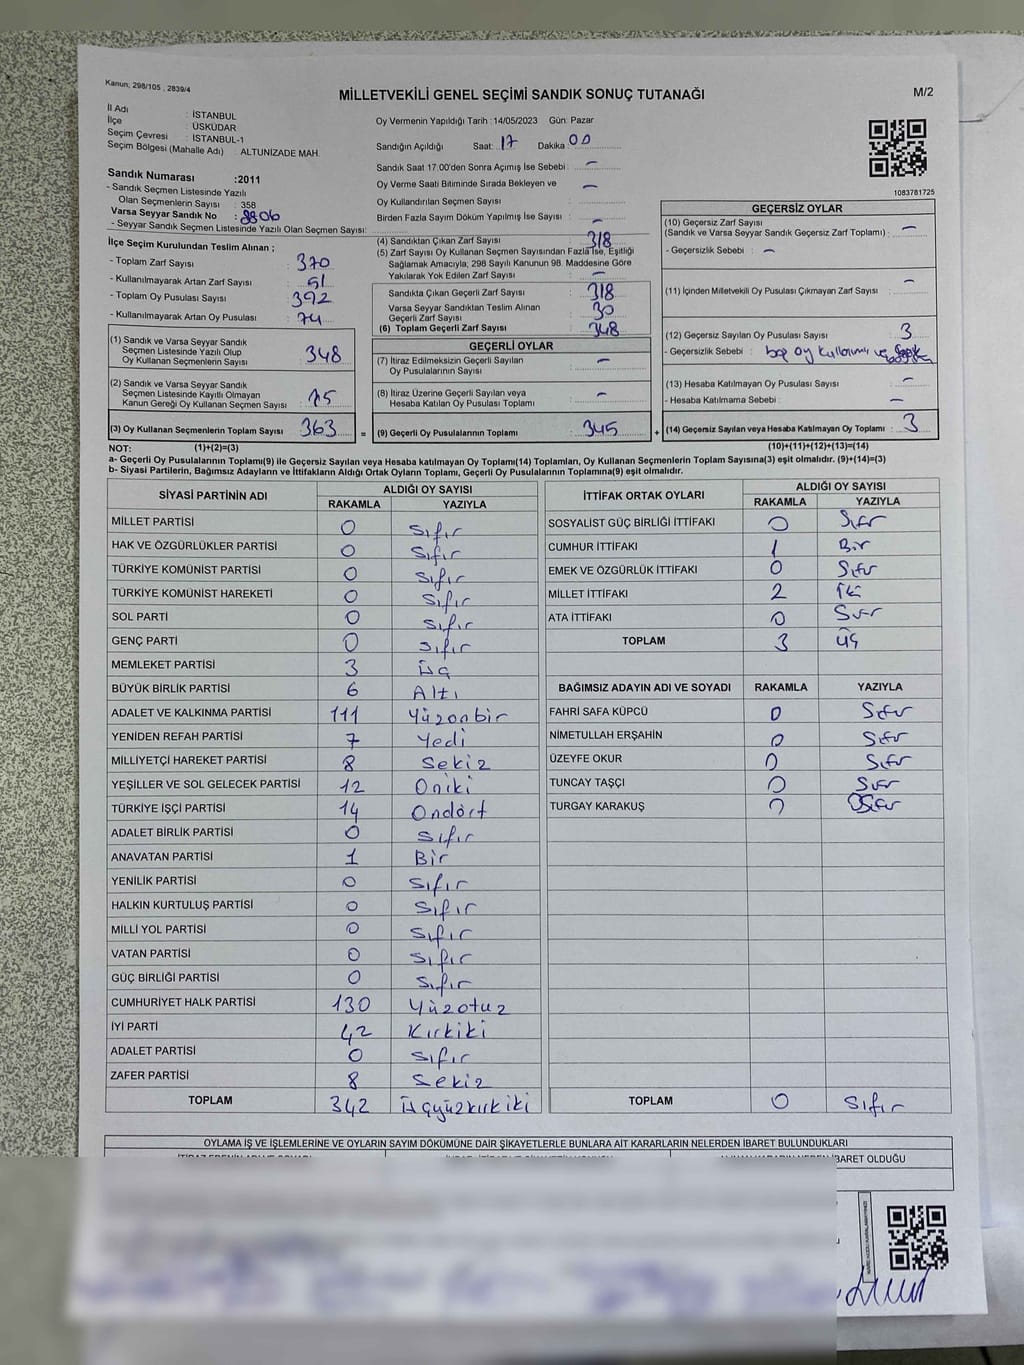 Kanun; 298/105 , 2839/4
MİLLETVEKİLİ GENEL SEÇİMİ SANDIK SONUÇ TUTANAĞI
M/2
İl Adı : İSTANBUL
İlçe : ÜSKÜDAR
Seçim Çevresi : İSTANBUL-1
Seçim Bölgesi (Mahalle Adı) : ALTUNİZADE MAH.
Oy Vermenin Yapıldığı Tarih :14/05/2023 Gün: Pazar
Sandığın Açıldığı Saat: 17 Dakika: 00
Sandık Saat 17:00'den Sonra Açımış İse Sebebi : —
Oy Verme Saati Bitiminde Sırada Bekleyen ve
Oy Kullandırılan Seçmen Sayısı : —
Birden Fazla Sayım Döküm Yapılmış İse Sayısı : —
1083781725
Sandık Numarası :2011
- Sandık Seçmen Listesinde Yazılı
Olan Seçmenlerin Sayısı : 358
Varsa Seyyar Sandık No :
- Seyyar Sandık Seçmen Listesinde Yazılı Olan Seçmen Sayısı:
İlçe Seçim Kurulundan Teslim Alınan ;
- Toplam Zarf Sayısı : 370
- Kullanılmayarak Artan Zarf Sayısı : 51
- Toplam Oy Pusulası Sayısı : 392
- Kullanılmayarak Artan Oy Pusulası : 74
(1) Sandık ve Varsa Seyyar Sandık
Seçmen Listesinde Yazılı Olup
Oy Kullanan Seçmenlerin Sayısı : 348
(2) Sandık ve Varsa Seyyar Sandık
Seçmen Listesinde Kayıtlı Olmayan
Kanun Gereği Oy Kullanan Seçmen Sayısı : 15
(3) Oy Kullanan Seçmenlerin Toplam Sayısı : 363
(4) Sandıktan Çıkan Zarf Sayısı : 318
(5) Zarf Sayısı Oy Kullanan Seçmen Sayısından Fazla İse, Eşitliği
Sağlamak Amacıyla, 298 Sayılı Kanunun 98. Maddesine Göre
Yakılarak Yok Edilen Zarf Sayısı : —
Sandıkta Çıkan Geçerli Zarf Sayısı : 318
Varsa Seyyar Sandıktan Teslim Alınan
Geçerli Zarf Sayısı : 30
(6) Toplam Geçerli Zarf Sayısı : 348
GEÇERLİ OYLAR
(7) İtiraz Edilmeksizin Geçerli Sayılan
Oy Pusulalarının Sayısı : —
(8) İtiraz Üzerine Geçerli Sayılan veya
Hesaba Katılan Oy Pusulası Toplamı : —
= (9) Geçerli Oy Pusulalarının Toplamı : 345
GEÇERSİZ OYLAR
(10) Geçersiz Zarf Sayısı
(Sandık ve Varsa Seyyar Sandık Geçersiz Zarf Toplamı) : —
- Geçersizlik Sebebi : —
(11) İçinden Milletvekili Oy Pusulası Çıkmayan Zarf Sayısı : —
(12) Geçersiz Sayılan Oy Pusulası Sayısı : 3
- Geçersizlik Sebebi : boş oy kullanımı ve
(13) Hesaba Katılmayan Oy Pusulası Sayısı : —
- Hesaba Katılmama Sebebi : —
+ (14) Geçersiz Sayılan veya Hesaba Katılmayan Oy Toplamı : 3
NOT: (1)+(2)=(3) (10)+(11)+(12)+(13)=(14)
a- Geçerli Oy Pusulalarının Toplamı(9) ile Geçersiz Sayılan veya Hesaba katılmayan Oy Toplamı(14) Toplamları, Oy Kullanan Seçmenlerin Toplam Sayısına(3) eşit olmalıdır. (9)+(14)=(3)
b- Siyasi Partilerin, Bağımsız Adayların ve İttifakların Aldığı Ortak Oyların Toplamı, Geçerli Oy Pusulalarının Toplamına(9) eşit olmalıdır.
SİYASİ PARTİNİN ADI ALDIĞI OY SAYISI
RAKAMLA YAZIYLA
MİLLET PARTİSİ 0 Sıfır
HAK VE ÖZGÜRLÜKLER PARTİSİ 0 Sıfır
TÜRKİYE KOMÜNİST PARTİSİ 0 Sıfır
TÜRKİYE KOMÜNİST HAREKETİ 0 Sıfır
SOL PARTİ 0 Sıfır
GENÇ PARTİ 0 Sıfır
MEMLEKET PARTİSİ 3 Üç
BÜYÜK BİRLİK PARTİSİ 6 Altı
ADALET VE KALKINMA PARTİSİ 111 Yüzonbir
YENİDEN REFAH PARTİSİ 7 Yedi
MİLLİYETÇİ HAREKET PARTİSİ 8 Sekiz
YEŞİLLER VE SOL GELECEK PARTİSİ 12 Oniki
TÜRKİYE İŞÇİ PARTİSİ 14 Ondört
ADALET BİRLİK PARTİSİ 0 Sıfır
ANAVATAN PARTİSİ 1 Bir
YENİLİK PARTİSİ 0 Sıfır
HALKIN KURTULUŞ PARTİSİ 0 Sıfır
MİLLİ YOL PARTİSİ 0 Sıfır
VATAN PARTİSİ 0 Sıfır
GÜÇ BİRLİĞİ PARTİSİ 0 Sıfır
CUMHURİYET HALK PARTİSİ 130 Yüzotuz
İYİ PARTİ 42 Kırkiki
ADALET PARTİSİ 0 Sıfır
ZAFER PARTİSİ 8 Sekiz
TOPLAM 342 Üçyüzkırkiki
İTTİFAK ORTAK OYLARI ALDIĞI OY SAYISI
RAKAMLA YAZIYLA
SOSYALİST GÜÇ BİRLİĞİ İTTİFAKI 0 Sıfır
CUMHUR İTTİFAKI 1 Bir
EMEK VE ÖZGÜRLÜK İTTİFAKI 0 Sıfır
MİLLET İTTİFAKI 2 İki
ATA İTTİFAKI 0 Sıfır
TOPLAM 3 Üç
BAĞIMSIZ ADAYIN ADI VE SOYADI RAKAMLA YAZIYLA
FAHRİ SAFA KÜPCÜ 0 Sıfır
NİMETULLAH ERŞAHİN 0 Sıfır
ÜZEYFE OKUR 0 Sıfır
TUNCAY TAŞÇI 0 Sıfır
TURGAY KARAKUŞ 0 Sıfır
TOPLAM 0 Sıfır
OYLAMA İŞ VE İŞLEMLERİNE VE OYLARIN SAYIM DÖKÜMÜNE DAİR ŞİKAYETLERLE BUNLARA AİT KARARLARIN NELERDEN İBARET BULUNDUKLARI
İBARET OLDUĞU